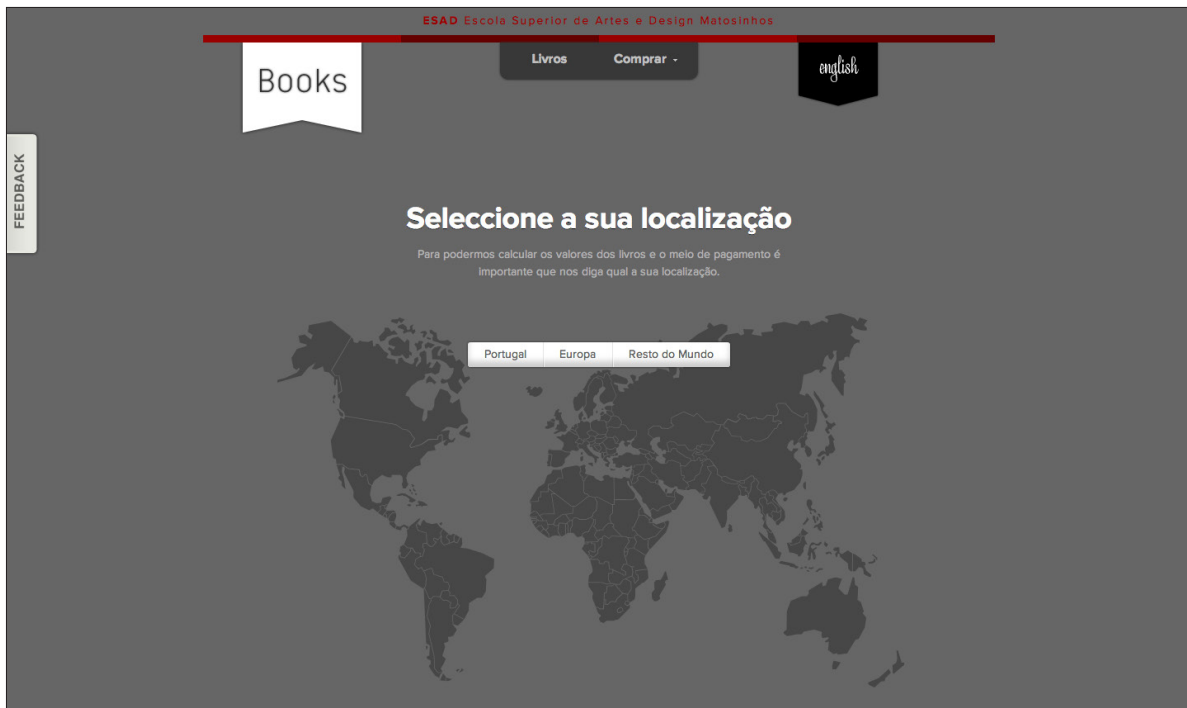 ESAD Escola Superior de Artes e Design Matosinhos
Books
Livros
Comprar
english
FEEDBACK
Seleccione a sua localização
Para podermos calcular os valores dos livros e o meio de pagamento é
importante que nos diga qual a sua localização.
Portugal
Europa
Resto do Mundo